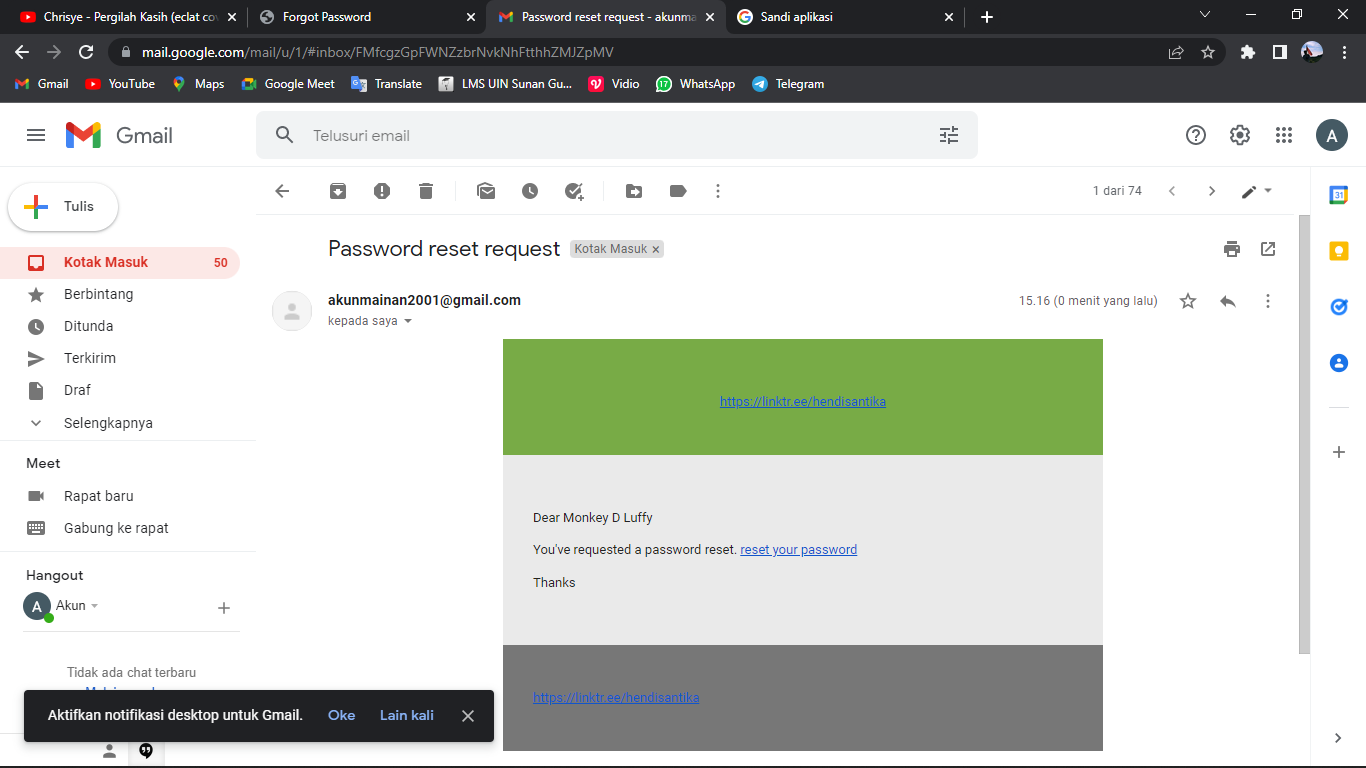 Chrisye - Pergilah Kasih (eclat cov
Forgot Password
Password reset request - akunma
Sandi aplikasi
mail.google.com/mail/u/1/#inbox/FMfcgzGpFWNZzbrNvkNhFtthhZMJZpMV
Gmail YouTube Maps Google Meet Translate LMS UIN Sunan Gu... Vidio 17 WhatsApp Telegram
Gmail
Telusuri email
A
Tulis
1 dari 74
31
Kotak Masuk 50
Berbintang
Ditunda
Terkirim
Draf
Selengkapnya
Meet
Rapat baru
Gabung ke rapat
Hangout
A Akun
Tidak ada chat terbaru
Password reset request Kotak Masuk
akunmainan2001@gmail.com 15.16 (0 menit yang lalu)
kepada saya
https://linktr.ee/hendisantika
Dear Monkey D Luffy
You've requested a password reset. reset your password
Thanks
https://linktr.ee/hendisantika
Aktifkan notifikasi desktop untuk Gmail. Oke Lain kali